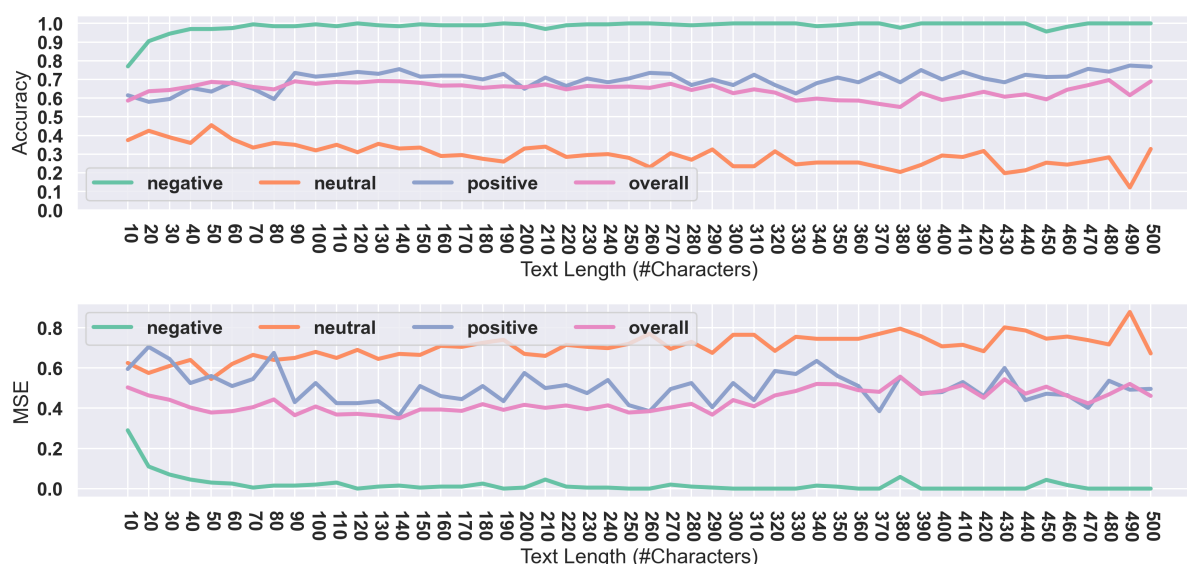 1.0
0.9
0.8
0.7
0.6
0.5
0.4
0.3
0.2
0.1
0.0
Accuracy
negative neutral positive overall
10 20 30 40 50 60 70 80 90 100 110 120 130 140 150 160 170 180 190 200 210 220 230 240 250 260 270 280 290 300 310 320 330 340 350 360 370 380 390 400 410 420 430 440 450 460 470 480 490 500
Text Length (#Characters)
negative neutral positive overall
0.8
0.6
0.4
0.2
0.0
MSE
10 20 30 40 50 60 70 80 90 100 110 120 130 140 150 160 170 180 190 200 210 220 230 240 250 260 270 280 290 300 310 320 330 340 350 360 370 380 390 400 410 420 430 440 450 460 470 480 490 500
Text Length (#Characters)